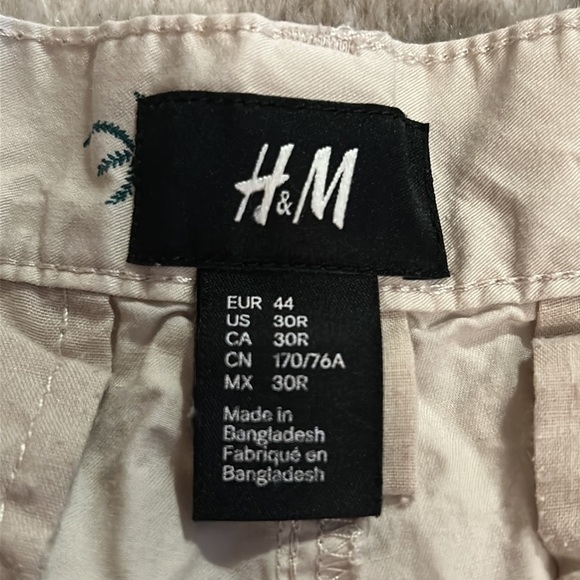 H&M
EUR 44
US 30R
CA 30R
CN 170/76A
MX 30R
Made in
Bangladesh
Fabriqué en
Bangladesh